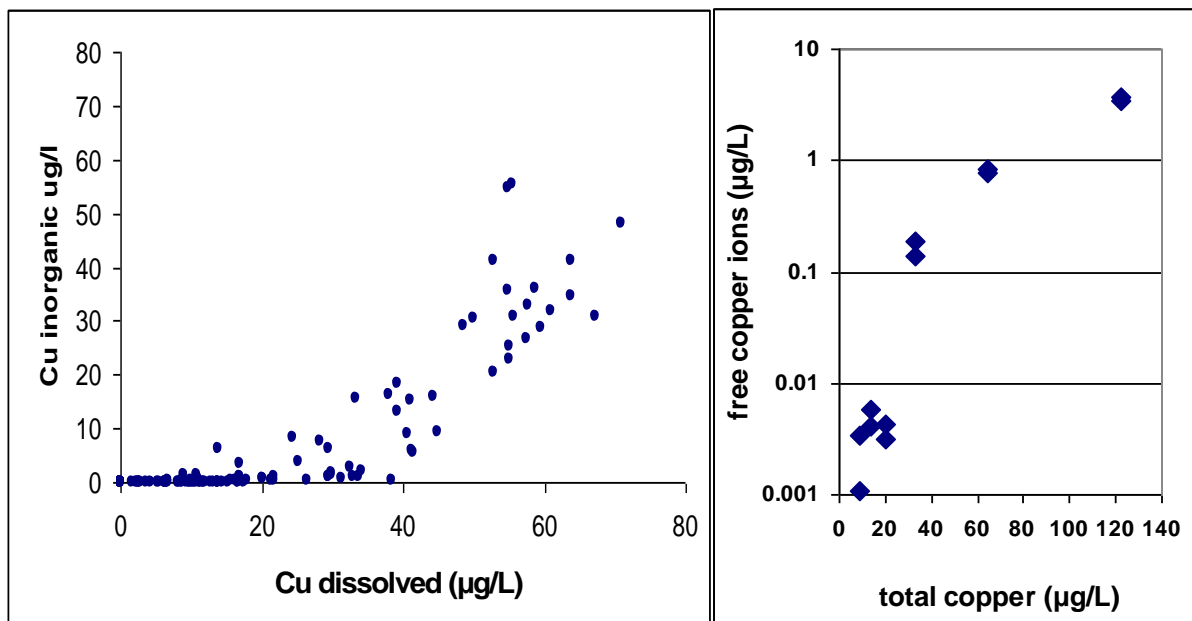 80
70
60
50
40
30
20
10
0
Cu inorganic ug/l
0 20 40 60 80
Cu dissolved (µg/L)
10
1
0.1
0.01
0.001
free copper ions (µg/L)
0 20 40 60 80 100 120 140
total copper (µg/L)